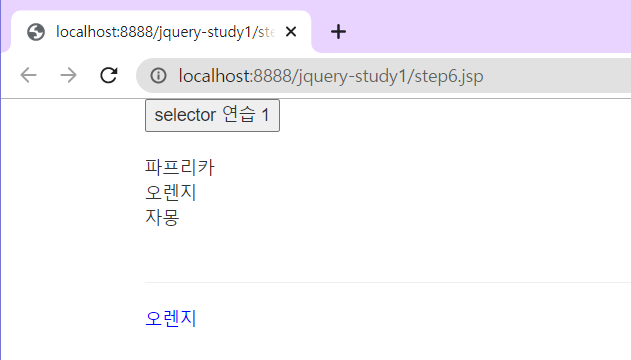 localhost:8888/jquery-study1/ste
localhost:8888/jquery-study1/step6.jsp
selector 연습 1
파프리카
오렌지
자몽
오렌지